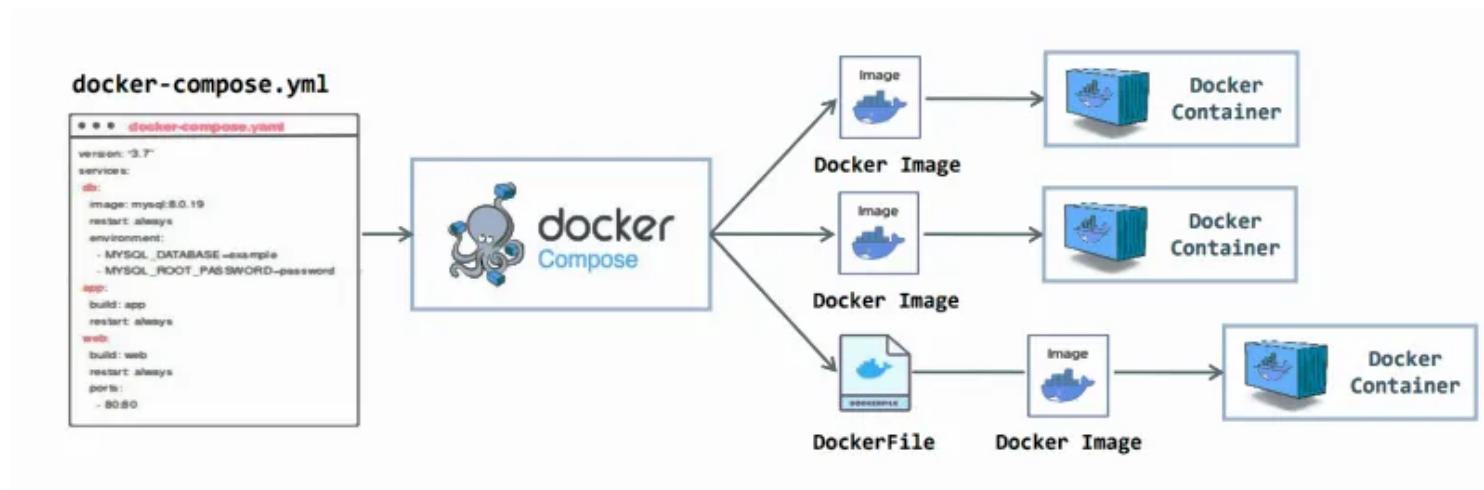 docker-compose.yml
docker-compose.yaml
version: "3.7"
services:
db:
image: mysql:8.0.19
restart: always
environment:
- MYSQL_DATABASE=example
- MYSQL_ROOT_PASSWORD=password
app:
build: app
restart: always
web:
build: web
restart: always
ports:
- 80:80
docker
Compose
Image
Docker Image
Docker
Container
Image
Docker Image
Docker
Container
DOCKERFILE
DockerFile
Image
Docker Image
Docker
Container